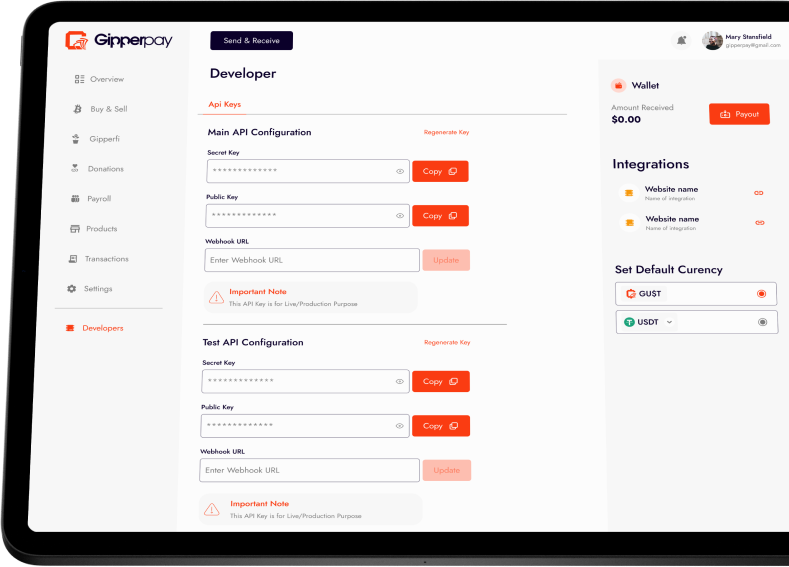 Gipperpay
Send & Receive
Mary Stansfield
gipperpay@gmail.com
Overview
Buy & Sell
Gipperfi
Donations
Payroll
Products
Transactions
Settings
Developers
Developer
Api Keys
Main API Configuration
Regenerate Key
Secret Key
*************
Copy
Public Key
*************
Copy
Webhook URL
Enter Webhook URL
Update
Important Note
This API Key is for Live/Production Purpose
Test API Configuration
Regenerate Key
Secret Key
*************
Copy
Public Key
*************
Copy
Webhook URL
Enter Webhook URL
Update
Important Note
This API Key is for Live/Production Purpose
Wallet
Amount Received
$0.00
Payout
Integrations
Website name
Name of integration
Website name
Name of integration
Set Default Curency
GU$T
USDT